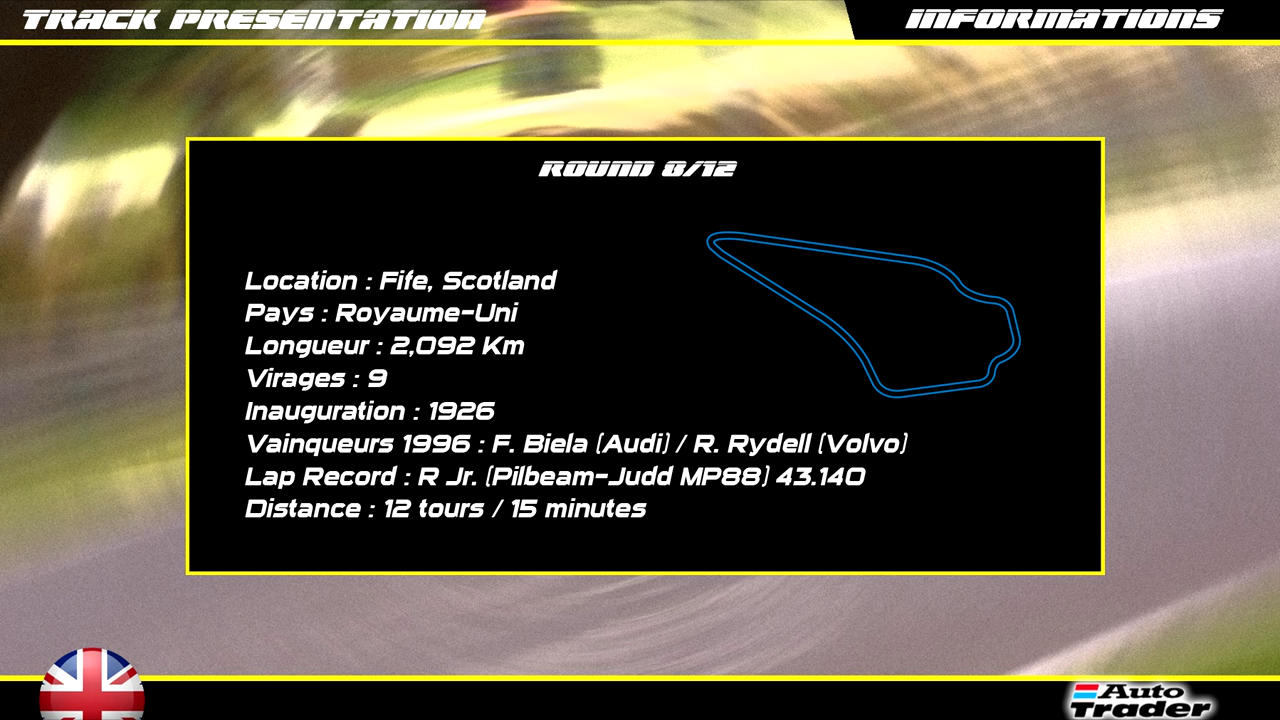 TRACK PRESENTATION
INFORMATIONS
ROUND 8/12
Location : Fife, Scotland
Pays : Royaume-Uni
Longueur : 2,092 Km
Virages : 9
Inauguration : 1926
Vainqueurs 1996 : F. Biela (Audi) / R. Rydell (Volvo)
Lap Record : R Jr. (Pilbeam-Judd MP88) 43.140
Distance : 12 tours / 15 minutes
Auto
Trader